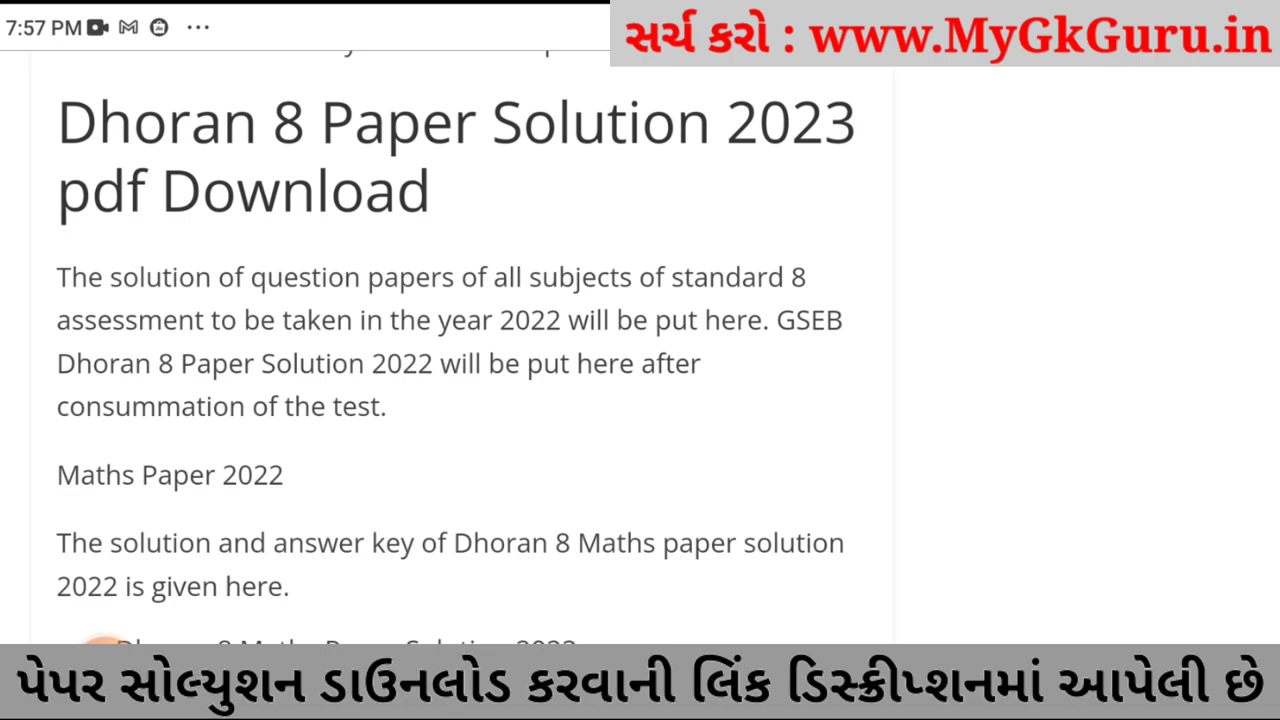 7:57 PM
સર્ચ કરો : www.MyGkGuru.in
Dhoran 8 Paper Solution 2023
pdf Download
The solution of question papers of all subjects of standard 8
assessment to be taken in the year 2022 will be put here. GSEB
Dhoran 8 Paper Solution 2022 will be put here after
consummation of the test.
Maths Paper 2022
The solution and answer key of Dhoran 8 Maths paper solution
2022 is given here.
પેપર સોલ્યુશન ડાઉનલોડ કરવાની લિંક ડિસ્ક્રીપ્શનમાં આપેલી છે